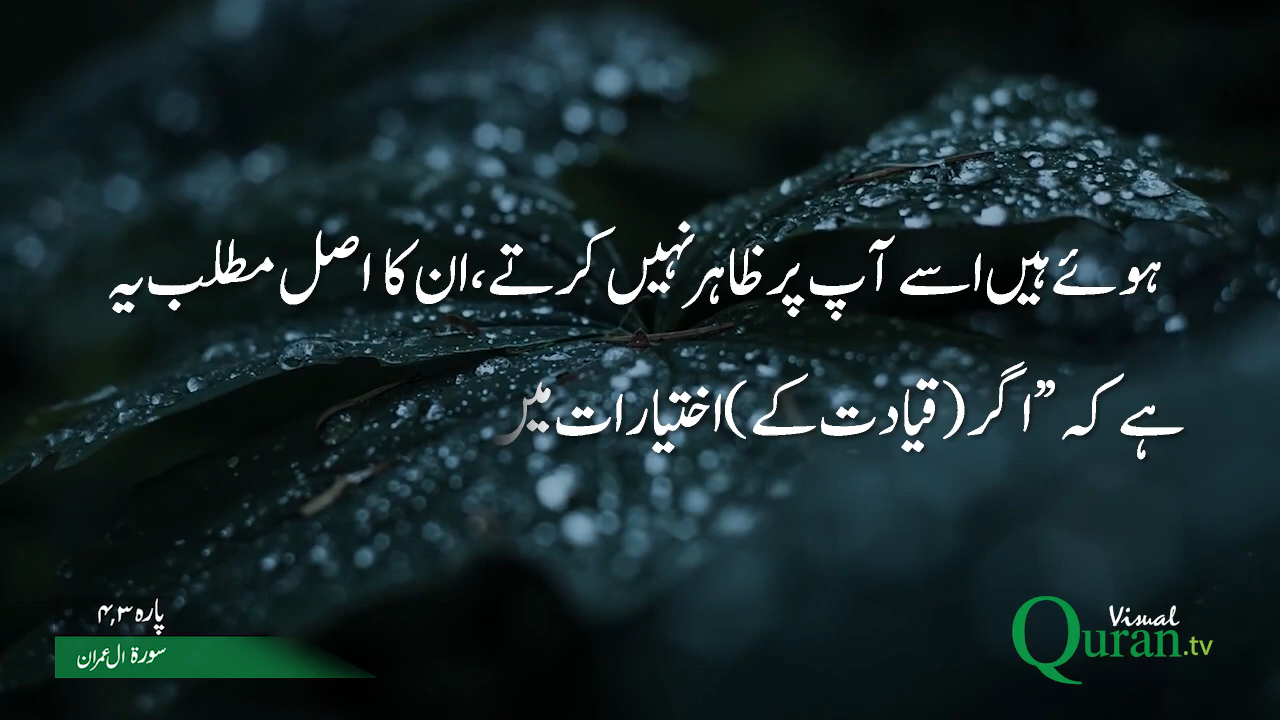 ہوئے ہیں اسے آپ پر ظاہر نہیں کرتے، ان کا اصل مطلب یہ
ہے کہ ”اگر (قیادت کے) اختیارات میں
پارہ ۴,۳
سورۃ ال عمران
Visual
Quran.tv